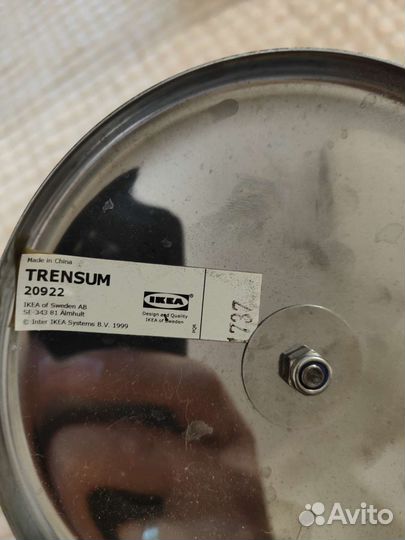 Made in China
TRENSUM
20922
IKEA of Sweden AB
SE-343 81 Älmhult
© Inter IKEA Systems B.V. 1999
IKEA
Design and Quality
IKEA of Sweden
PQR
1737
Avito